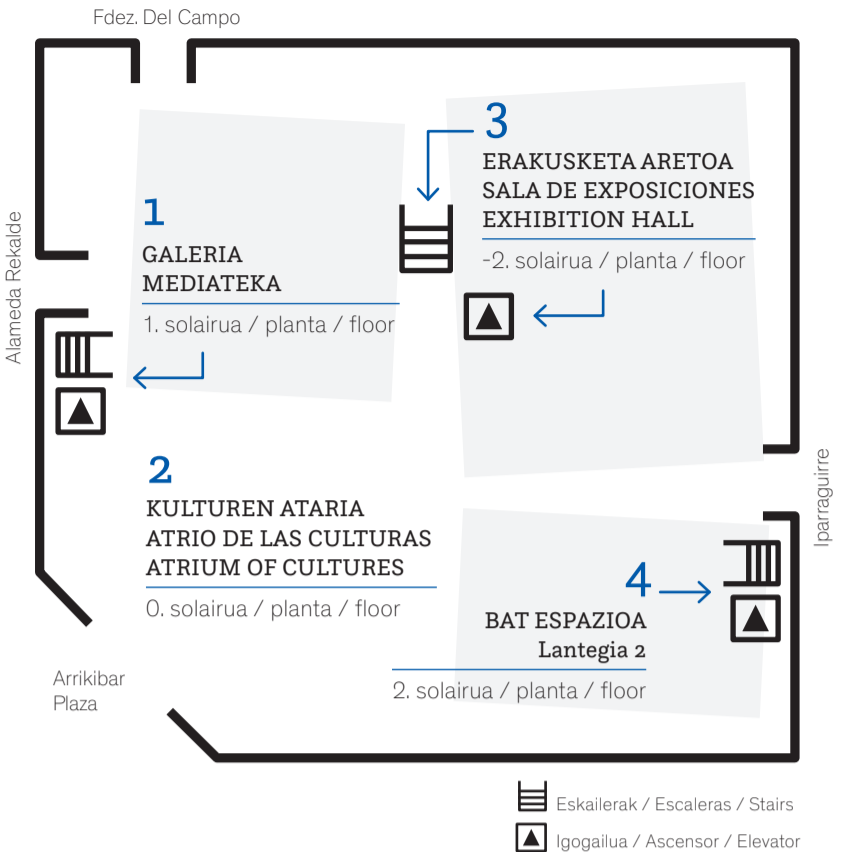 Fdez. Del Campo
3
ERAKUSKETA ARETOA
SALA DE EXPOSICIONES
EXHIBITION HALL
-2. solairua / planta / floor
1
GALERIA
MEDIATEKA
1. solairua / planta / floor
Alameda Rekalde
2
KULTUREN ATARIA
ATRIO DE LAS CULTURAS
ATRIUM OF CULTURES
0. solairua / planta / floor
Iparraguirre
4
BAT ESPAZIOA
Lantegia 2
2. solairua / planta / floor
Arrikibar
Plaza
Eskailerak / Escaleras / Stairs
Igogailua / Ascensor / Elevator